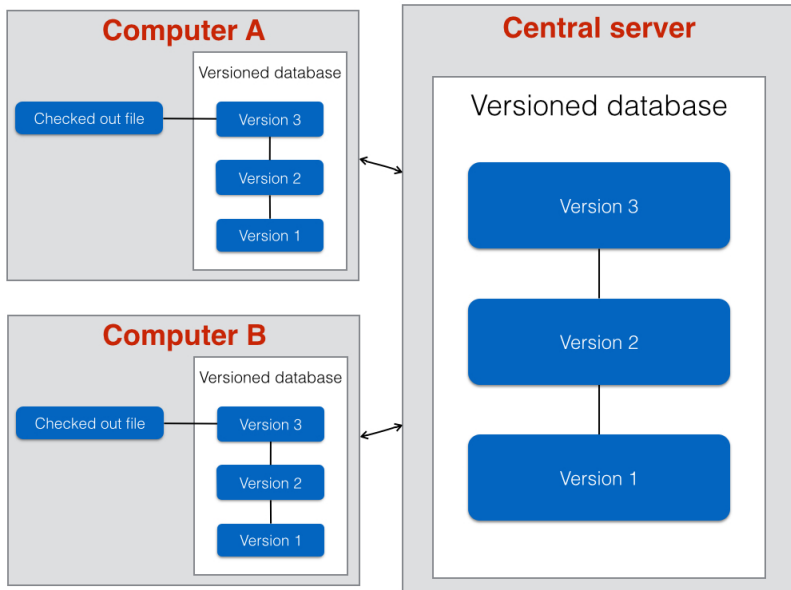 Computer A
Versioned database
Checked out file
Version 3
Version 2
Version 1
Computer B
Versioned database
Checked out file
Version 3
Version 2
Version 1
Central server
Versioned database
Version 3
Version 2
Version 1